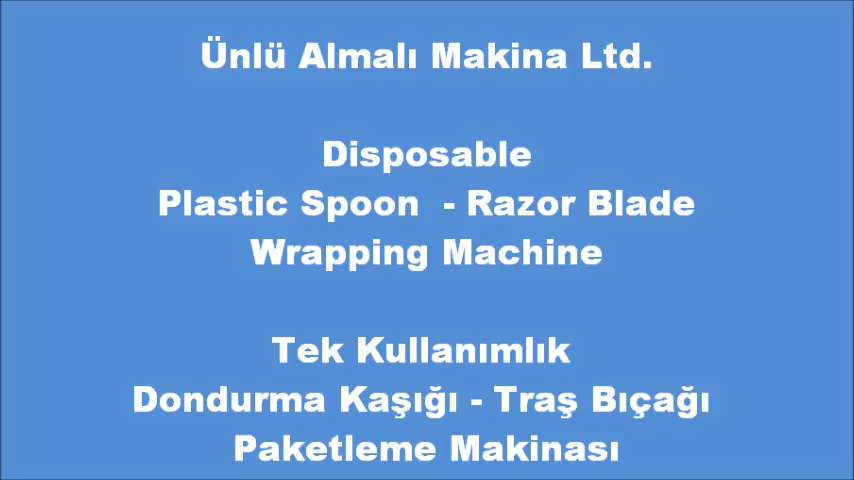 Ünlü Almalı Makina Ltd.
Disposable
Plastic Spoon - Razor Blade
Wrapping Machine
Tek Kullanımlık
Dondurma Kaşığı - Traş Bıçağı
Paketleme Makinası